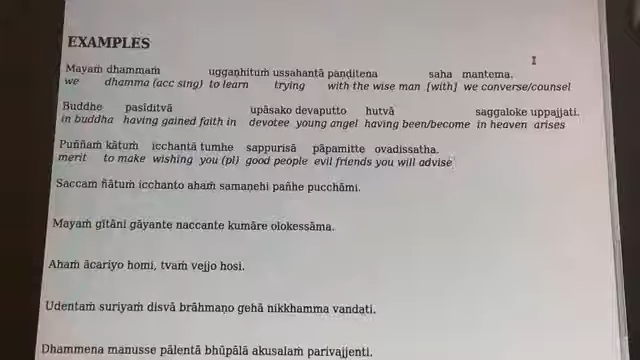 EXAMPLES
Mayaṁ dhammaṁ uggaṇhituṁ ussahantā paṇḍitena saha mantema.
we dhamma (acc sing) to learn trying with the wise man [with] we converse/counsel
Buddhe pasīditvā upāsako devaputto hutvā saggaloke uppajjati.
in buddha having gained faith in devotee young angel having been/become in heaven arises
Puññaṁ kātuṁ icchantā tumhe sappurisā pāpamitte ovadissatha.
merit to make wishing you (pl) good people evil friends you will advise
Saccaṁ ñātuṁ icchanto ahaṁ samaṇehi pañhe pucchāmi.
Mayaṁ gītāni gāyante naccante kumāre olokessāma.
Ahaṁ ācariyo homi, tvaṁ vejjo hosi.
Udentaṁ suriyaṁ disvā brāhmaṇo gehā nikkhamma vandati.
Dhammena manusse pālentā bhūpālā akusalaṁ parivajjenti.